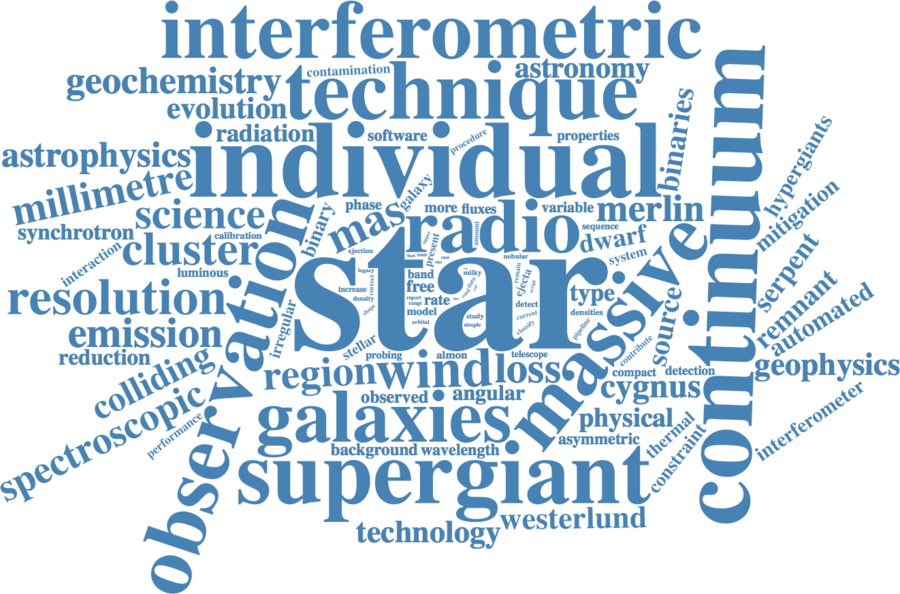 interferometric
geochemistry
contamination
astronomy
technique
evolution
radiation
software
procedure
properties
binaries
continuum
astrophysics
individual
hypergiants
millimetre
galaxy
phase
more
fluxes
variable
merlin
mitigation
science
binary
mas
radio
sequence
synchrotron
calibration
dwarf
cluster
observation
ejection
present
amount
system
massive
interaction
luminous
star
nebular
serpent
legacy
band
milky
remain
ejecta
resolution
increase
free
type
source
remnant
density
report
range
rate
detect
densities
automated
shape
model
study
current
emission
irregular
orbital
simple
classify
pipeline
reduction
stellar
probing
almon
telescope
contribute
colliding
region
wind
loss
compact
detection
geophysics
spectroscopic
observed
angular
cygnus
interferometer
performance
galaxies
physical
asymmetric
thermal
background
wavelength
constraint
supergiant
technology
westerlund